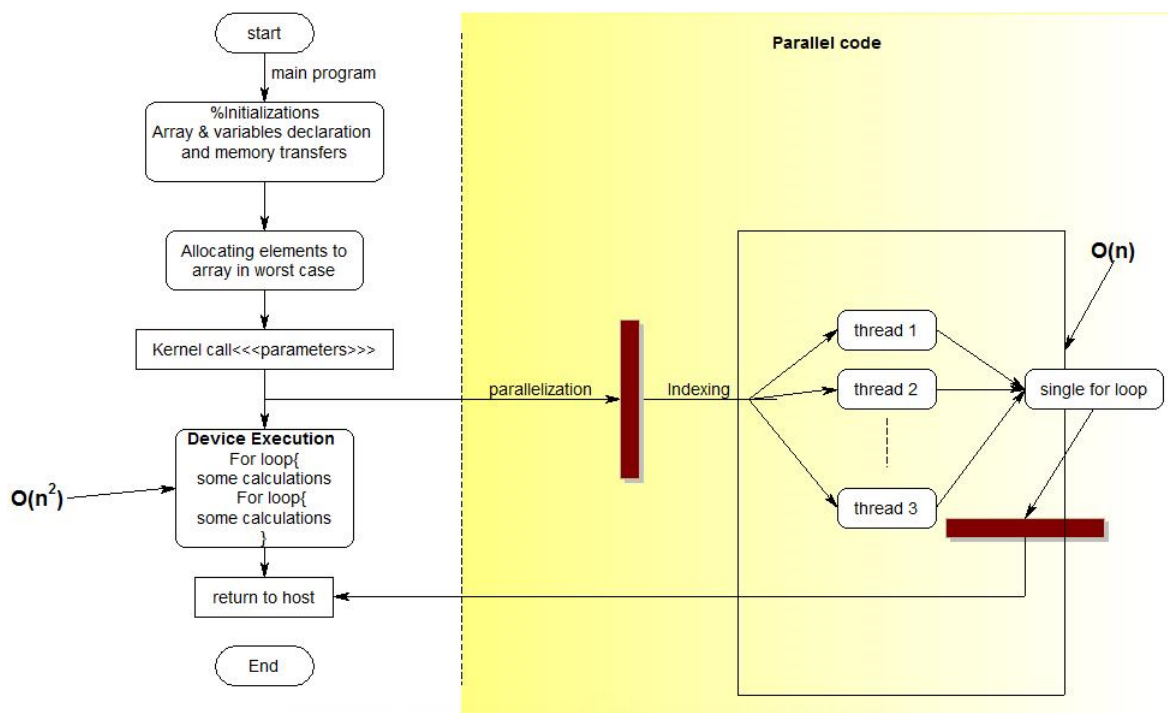 start
main program
%Initializations
Array & variables declaration
and memory transfers
Allocating elements to
array in worst case
Kernel call<<<parameters>>>
Device Execution
For loop{
some calculations
For loop{
some calculations
}
O(n²)
return to host
End
Parallel code
parallelization
Indexing
thread 1
thread 2
thread 3
single for loop
O(n)